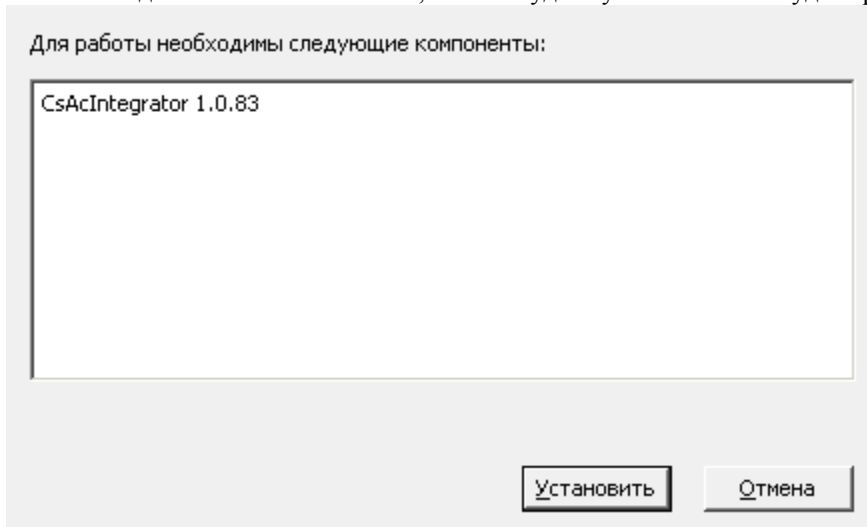 Для работы необходимы следующие компоненты:
CsAcIntegrator 1.0.83
Установить
Отмена